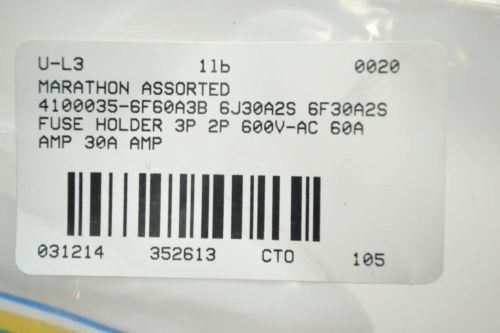 U-L3 1lb 0020
MARATHON ASSORTED
4100035-6F60A3B 6J30A2S 6F30A2S
FUSE HOLDER 3P 2P 600V-AC 60A
AMP 30A AMP
031214 352613 CTO 105